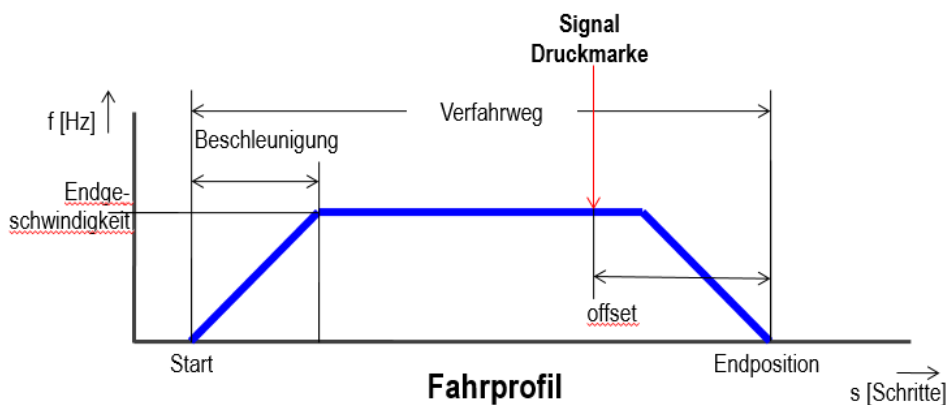 Signal
Druckmarke
f [Hz]
Verfahrweg
Beschleunigung
Endge-
schwindigkeit
offset
Start
Endposition
Fahrprofil
s [Schritte]